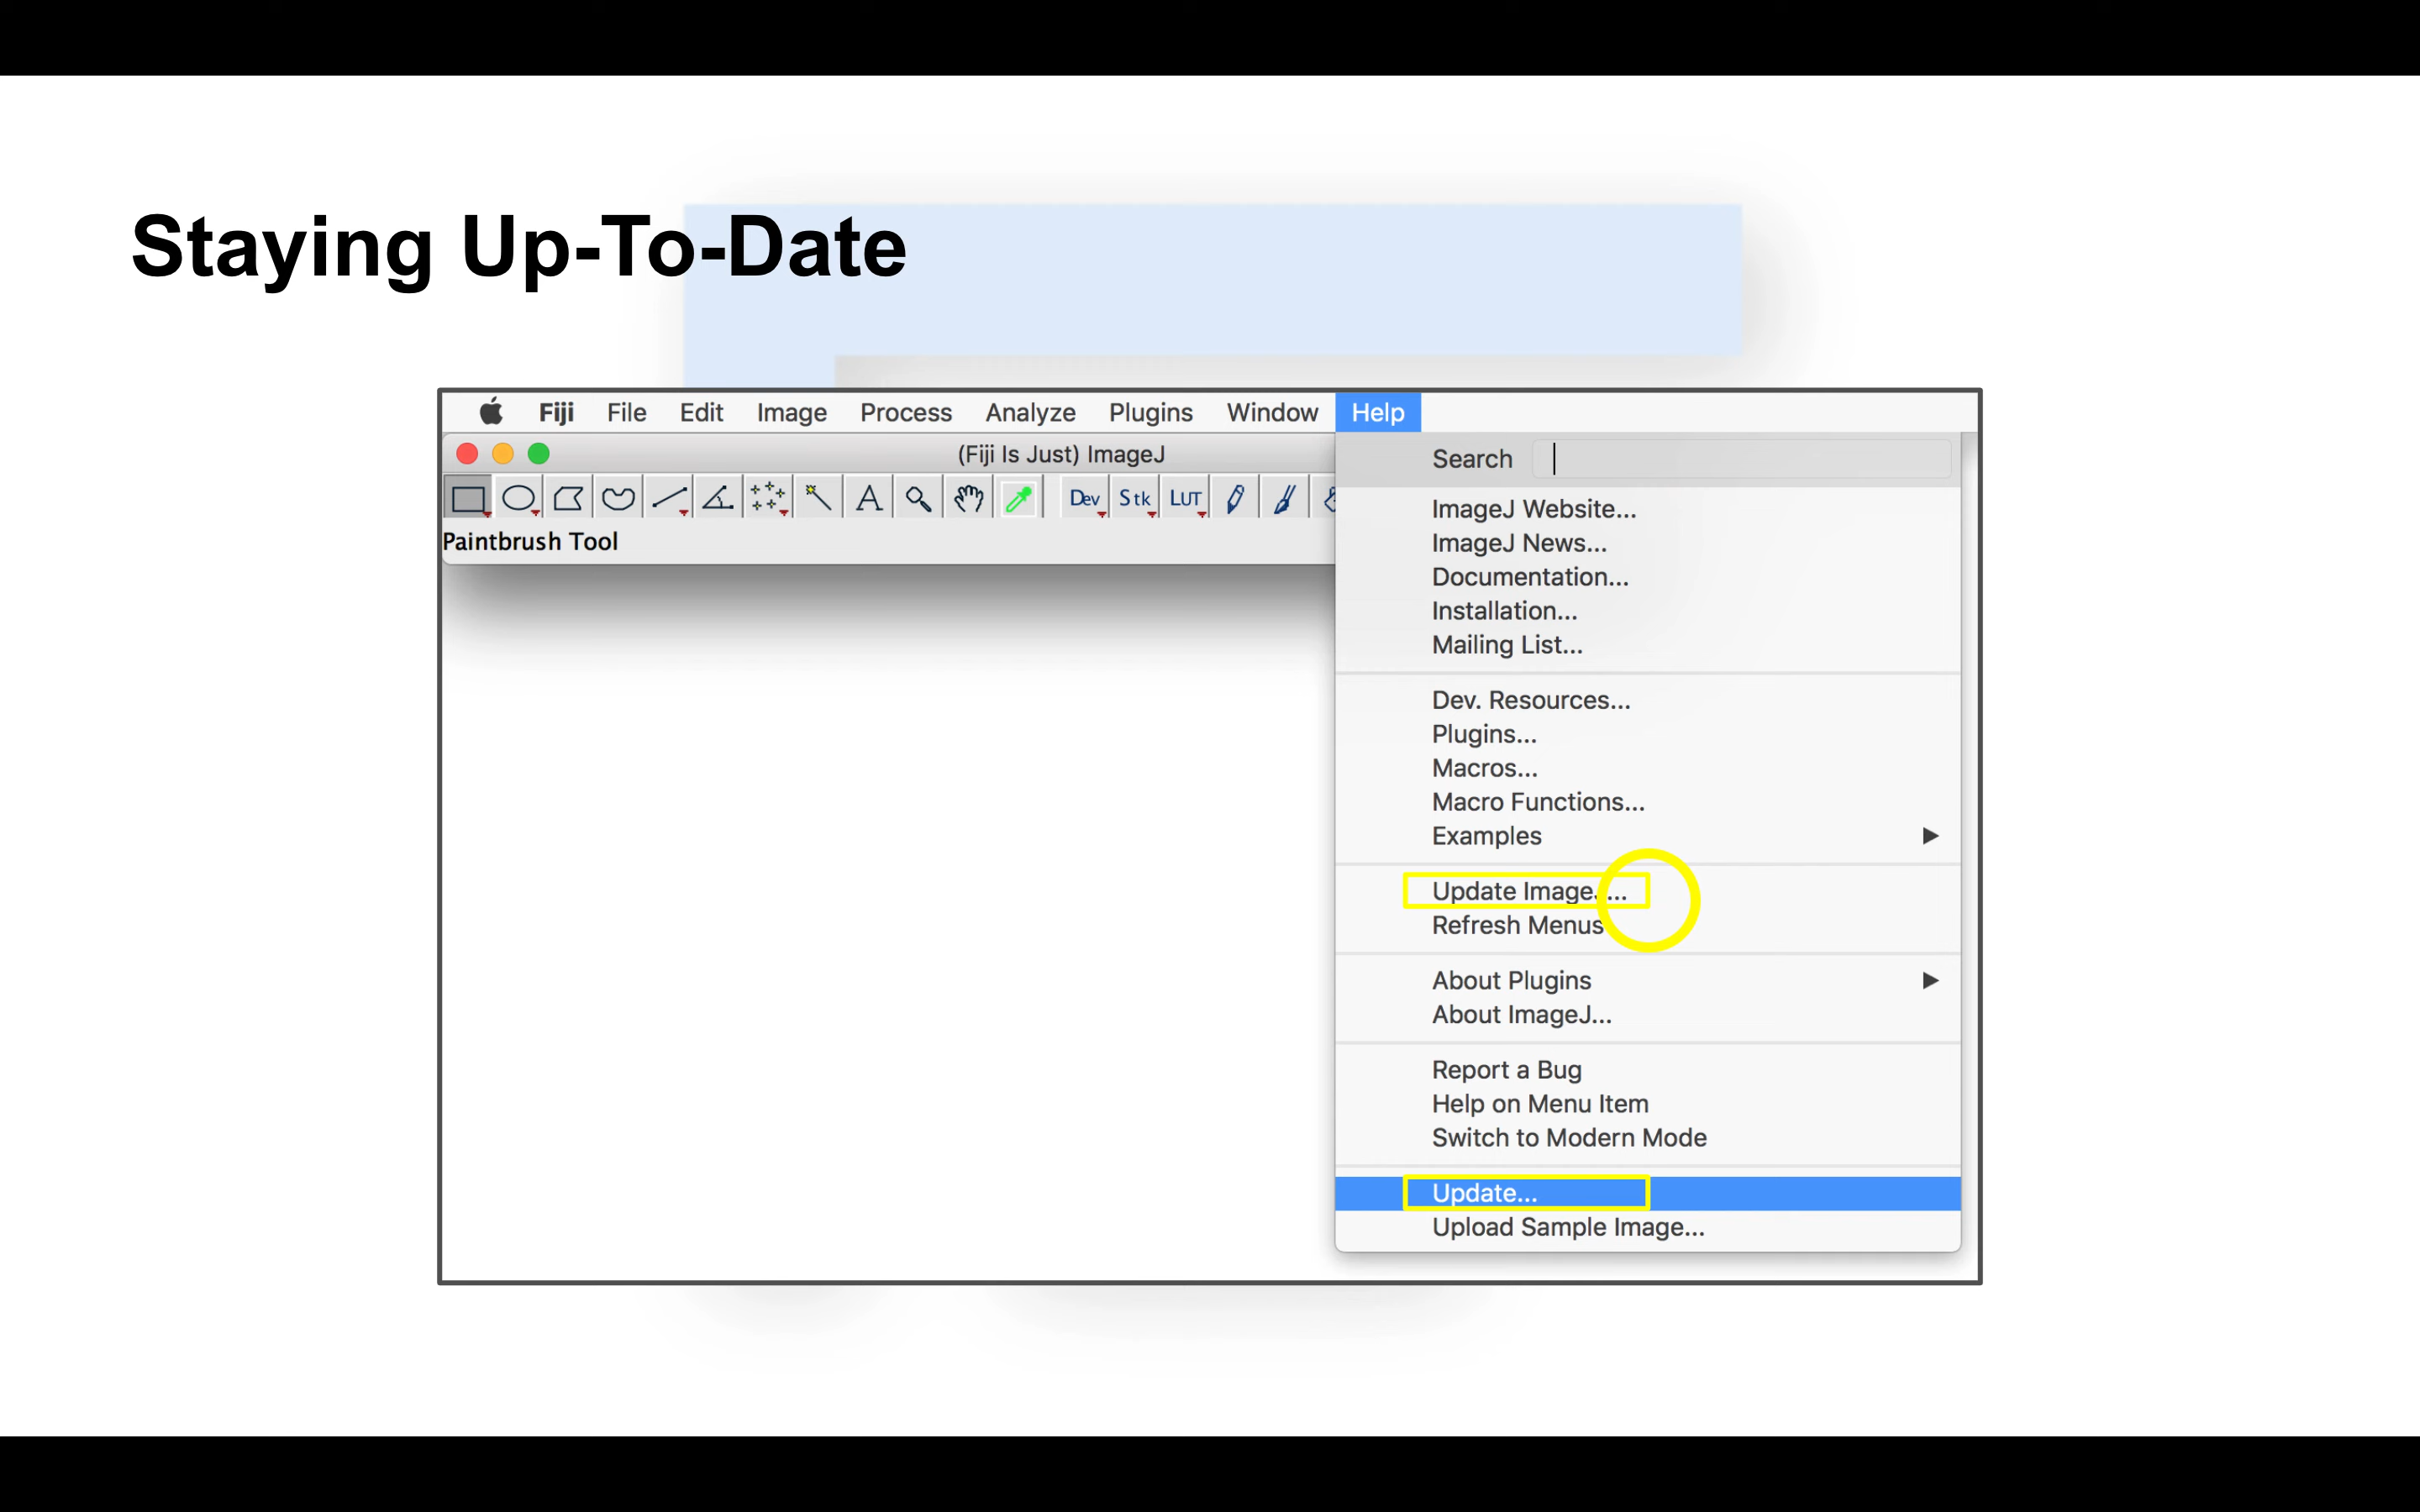 Staying Up-To-Date
Fiji File Edit Image Process Analyze Plugins Window Help
(Fiji Is Just) ImageJ
Search
Dev Stk LUT
Paintbrush Tool
ImageJ Website...
ImageJ News...
Documentation...
Installation...
Mailing List...
Dev. Resources...
Plugins...
Macros...
Macro Functions...
Examples
Update ImageJ...
Refresh Menus
About Plugins
About ImageJ...
Report a Bug
Help on Menu Item
Switch to Modern Mode
Update...
Upload Sample Image...